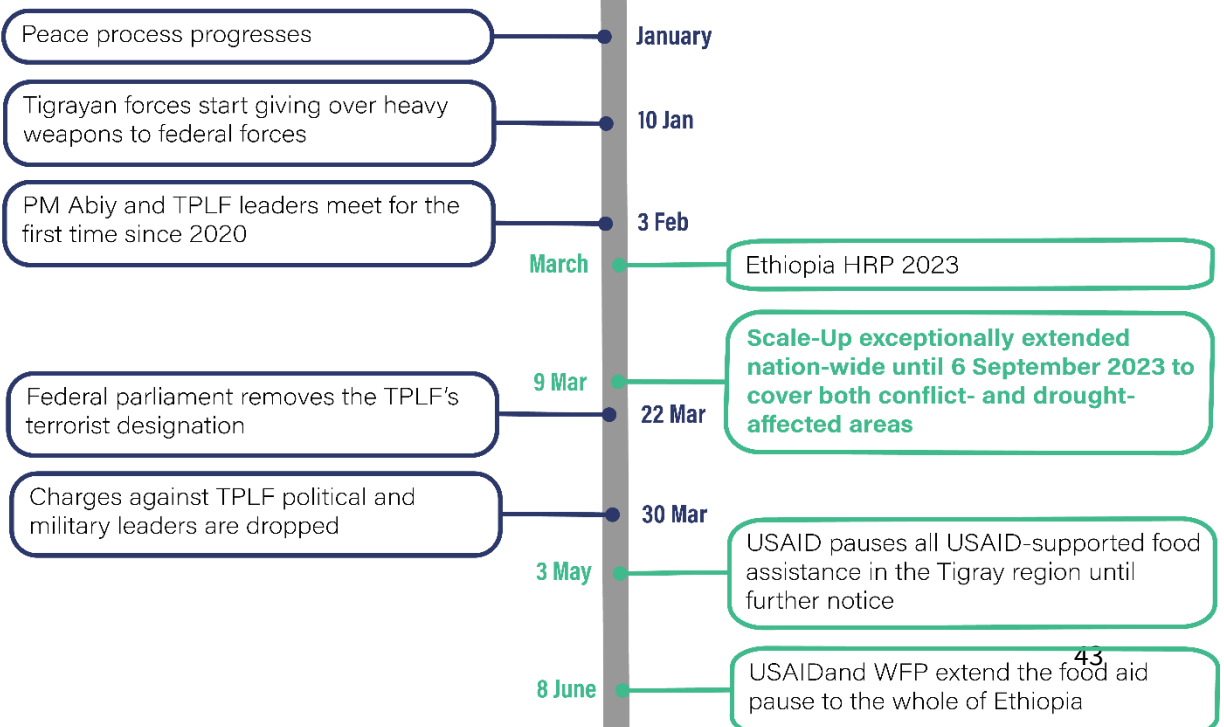 Peace process progresses
January
Tigrayan forces start giving over heavy
weapons to federal forces
10 Jan
PM Abiy and TPLF leaders meet for the
first time since 2020
3 Feb
March
Ethiopia HRP 2023
9 Mar
Scale-Up exceptionally extended
nation-wide until 6 September 2023 to
cover both conflict- and drought-
affected areas
Federal parliament removes the TPLF's
terrorist designation
22 Mar
Charges against TPLF political and
military leaders are dropped
30 Mar
3 May
USAID pauses all USAID-supported food
assistance in the Tigray region until
further notice
8 June
USAIDand WFP extend the food aid
pause to the whole of Ethiopia
43